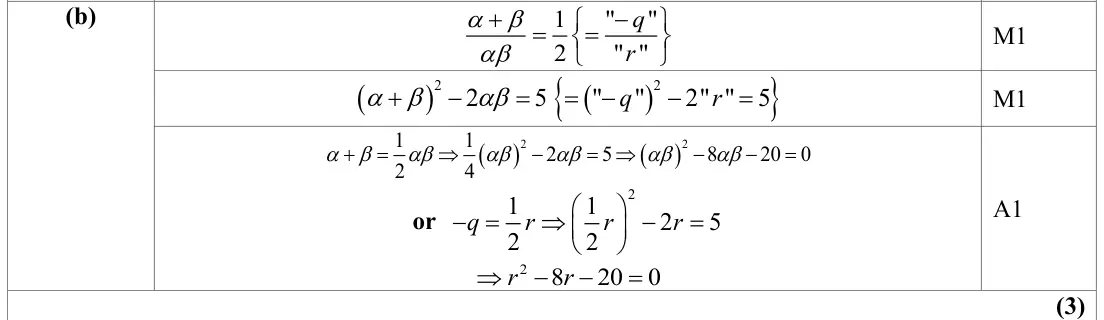 (b)
(α + β)/(αβ) = 1/2 { = "−q"/"r" } M1
(α + β)² − 2αβ = 5 { = ("−q")² − 2"r" = 5 } M1
α + β = 1/2 αβ ⇒ 1/4 (αβ)² − 2αβ = 5 ⇒ (αβ)² − 8αβ − 20 = 0
or −q = 1/2 r ⇒ (1/2 r)² − 2r = 5
A1
⇒ r² − 8r − 20 = 0
(3)